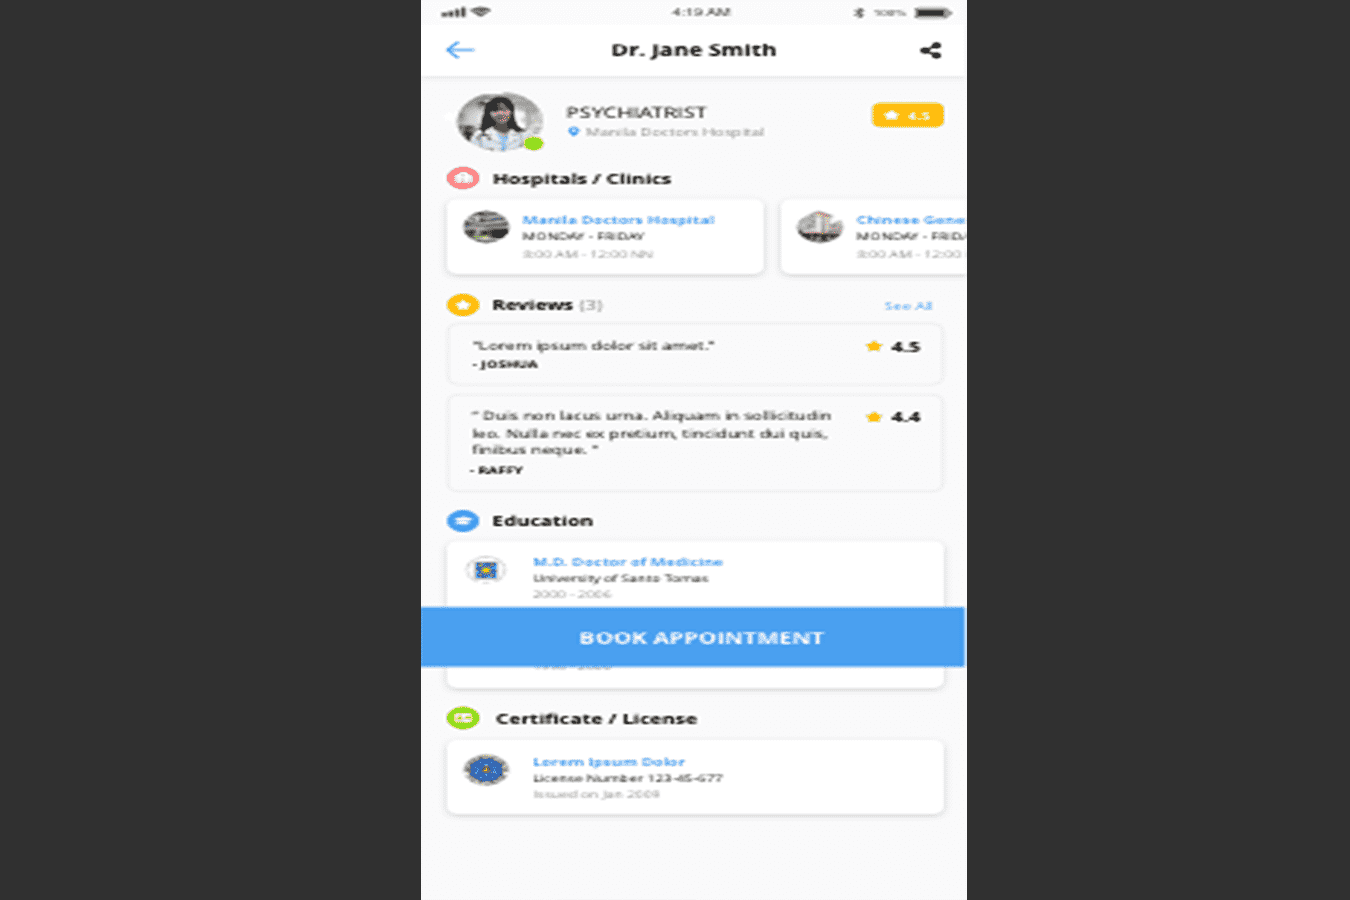 4:19 AM
100%
Dr. Jane Smith
PSYCHIATRIST
Manila Doctors Hospital
4.5
Hospitals / Clinics
Manila Doctors Hospital
MONDAY - FRIDAY
8:00 AM - 12:00 NN
Chinese Gene
MONDAY - FRIDA
8:00 AM - 12:00
Reviews (3)
See All
"Lorem ipsum dolor sit amet."
4.5
- JOSHUA
" Duis non lacus urna. Aliquam in sollicitudin
4.4
leo. Nulla nec ex pretium, tincidunt dui quis,
finibus neque. "
- RAFFY
Education
M.D. Doctor of Medicine
University of Santo Tomas
2000 - 2006
BOOK APPOINTMENT
Certificate / License
Lorem Ipsum Dolor
License Number 123-45-677
Issued on Jan 2009